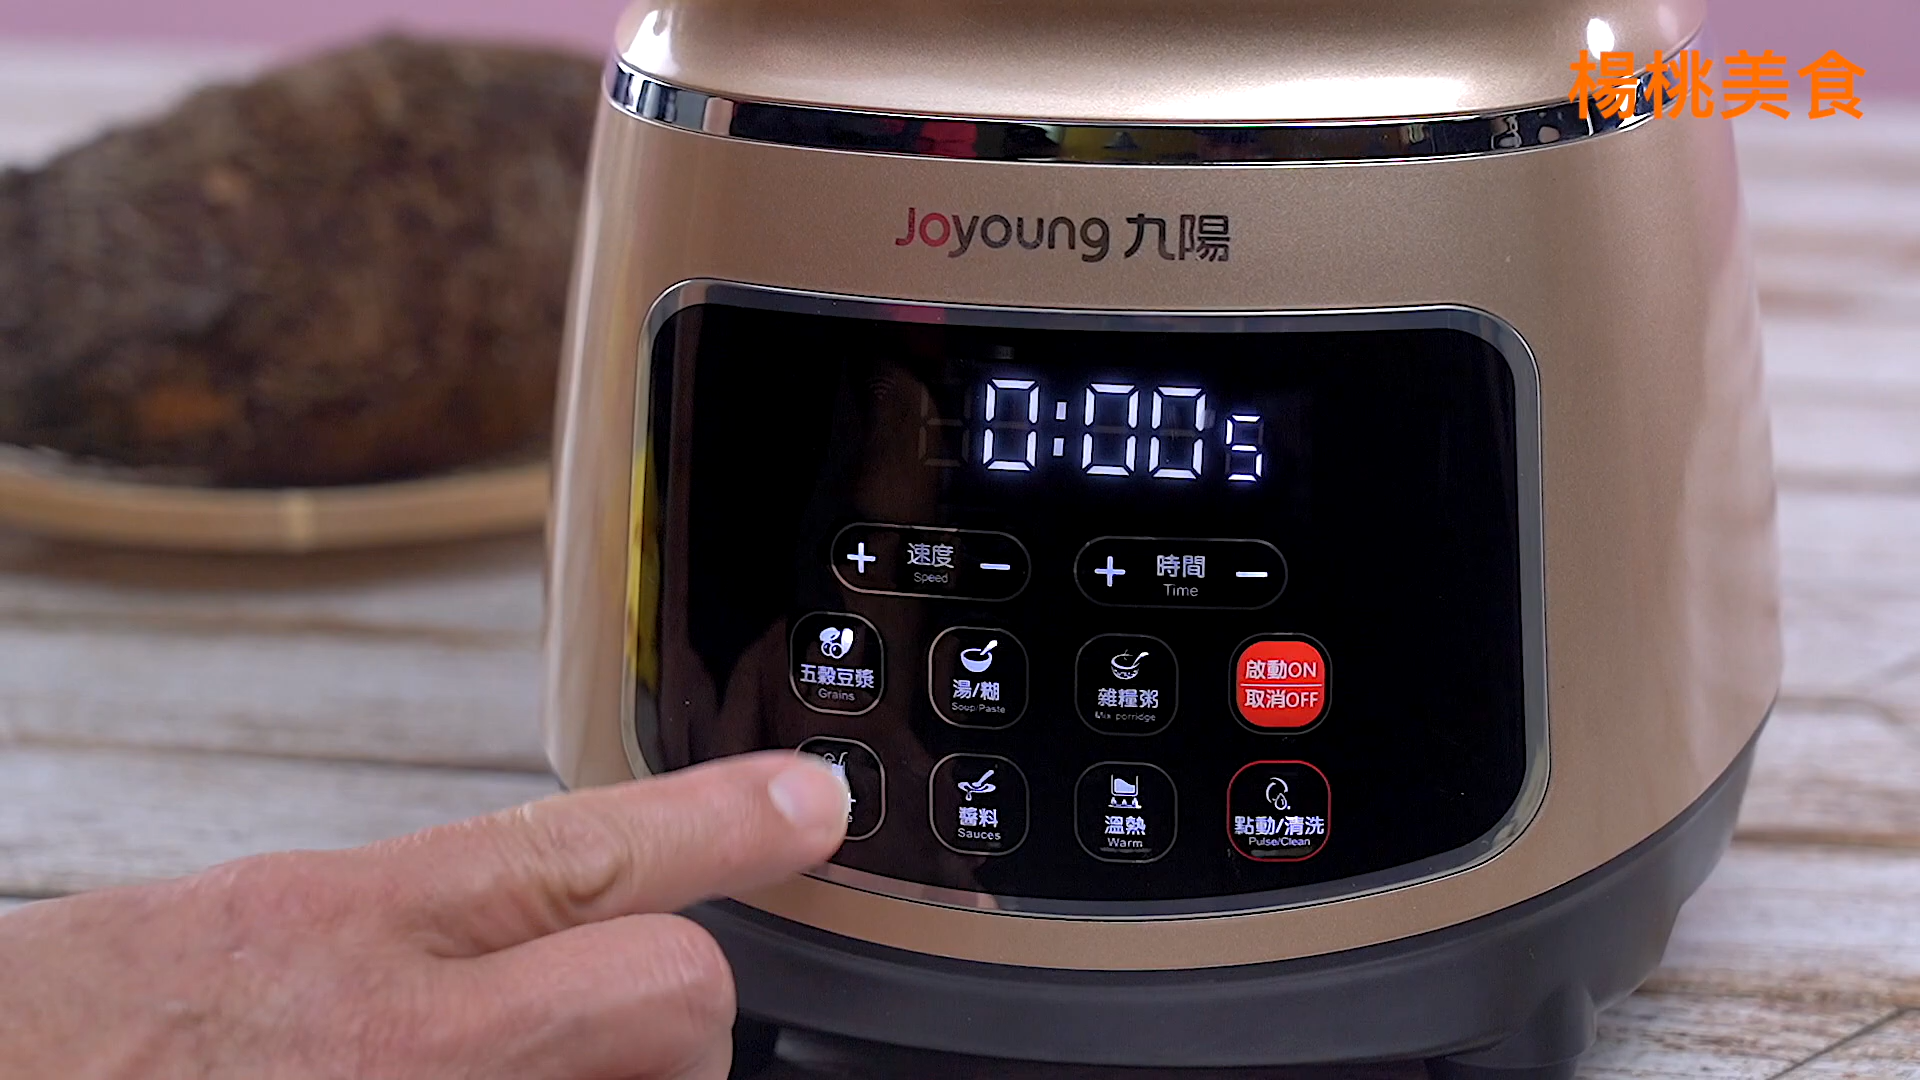 楊桃美食
Joyoung 九陽
0:00 5
+ 速度 −
Speed
+ 時間 −
Time
五穀豆漿
Grains
湯/糊
Soup/Paste
雜糧粥
Mix porridge
啟動ON
取消OFF
醬料
Sauces
溫熱
Warm
點動/清洗
Pulse/Clean